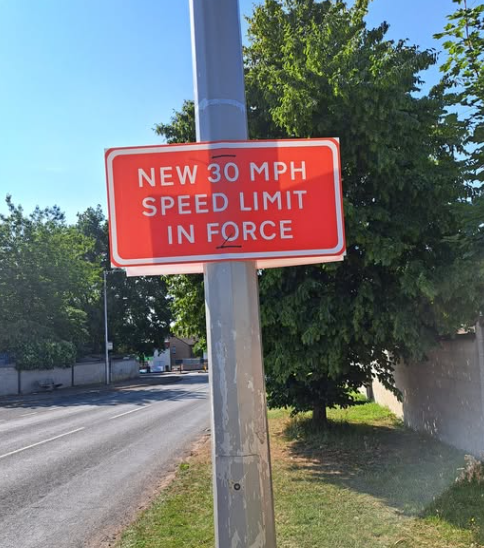 NEW 30 MPH
SPEED LIMIT
IN FORCE